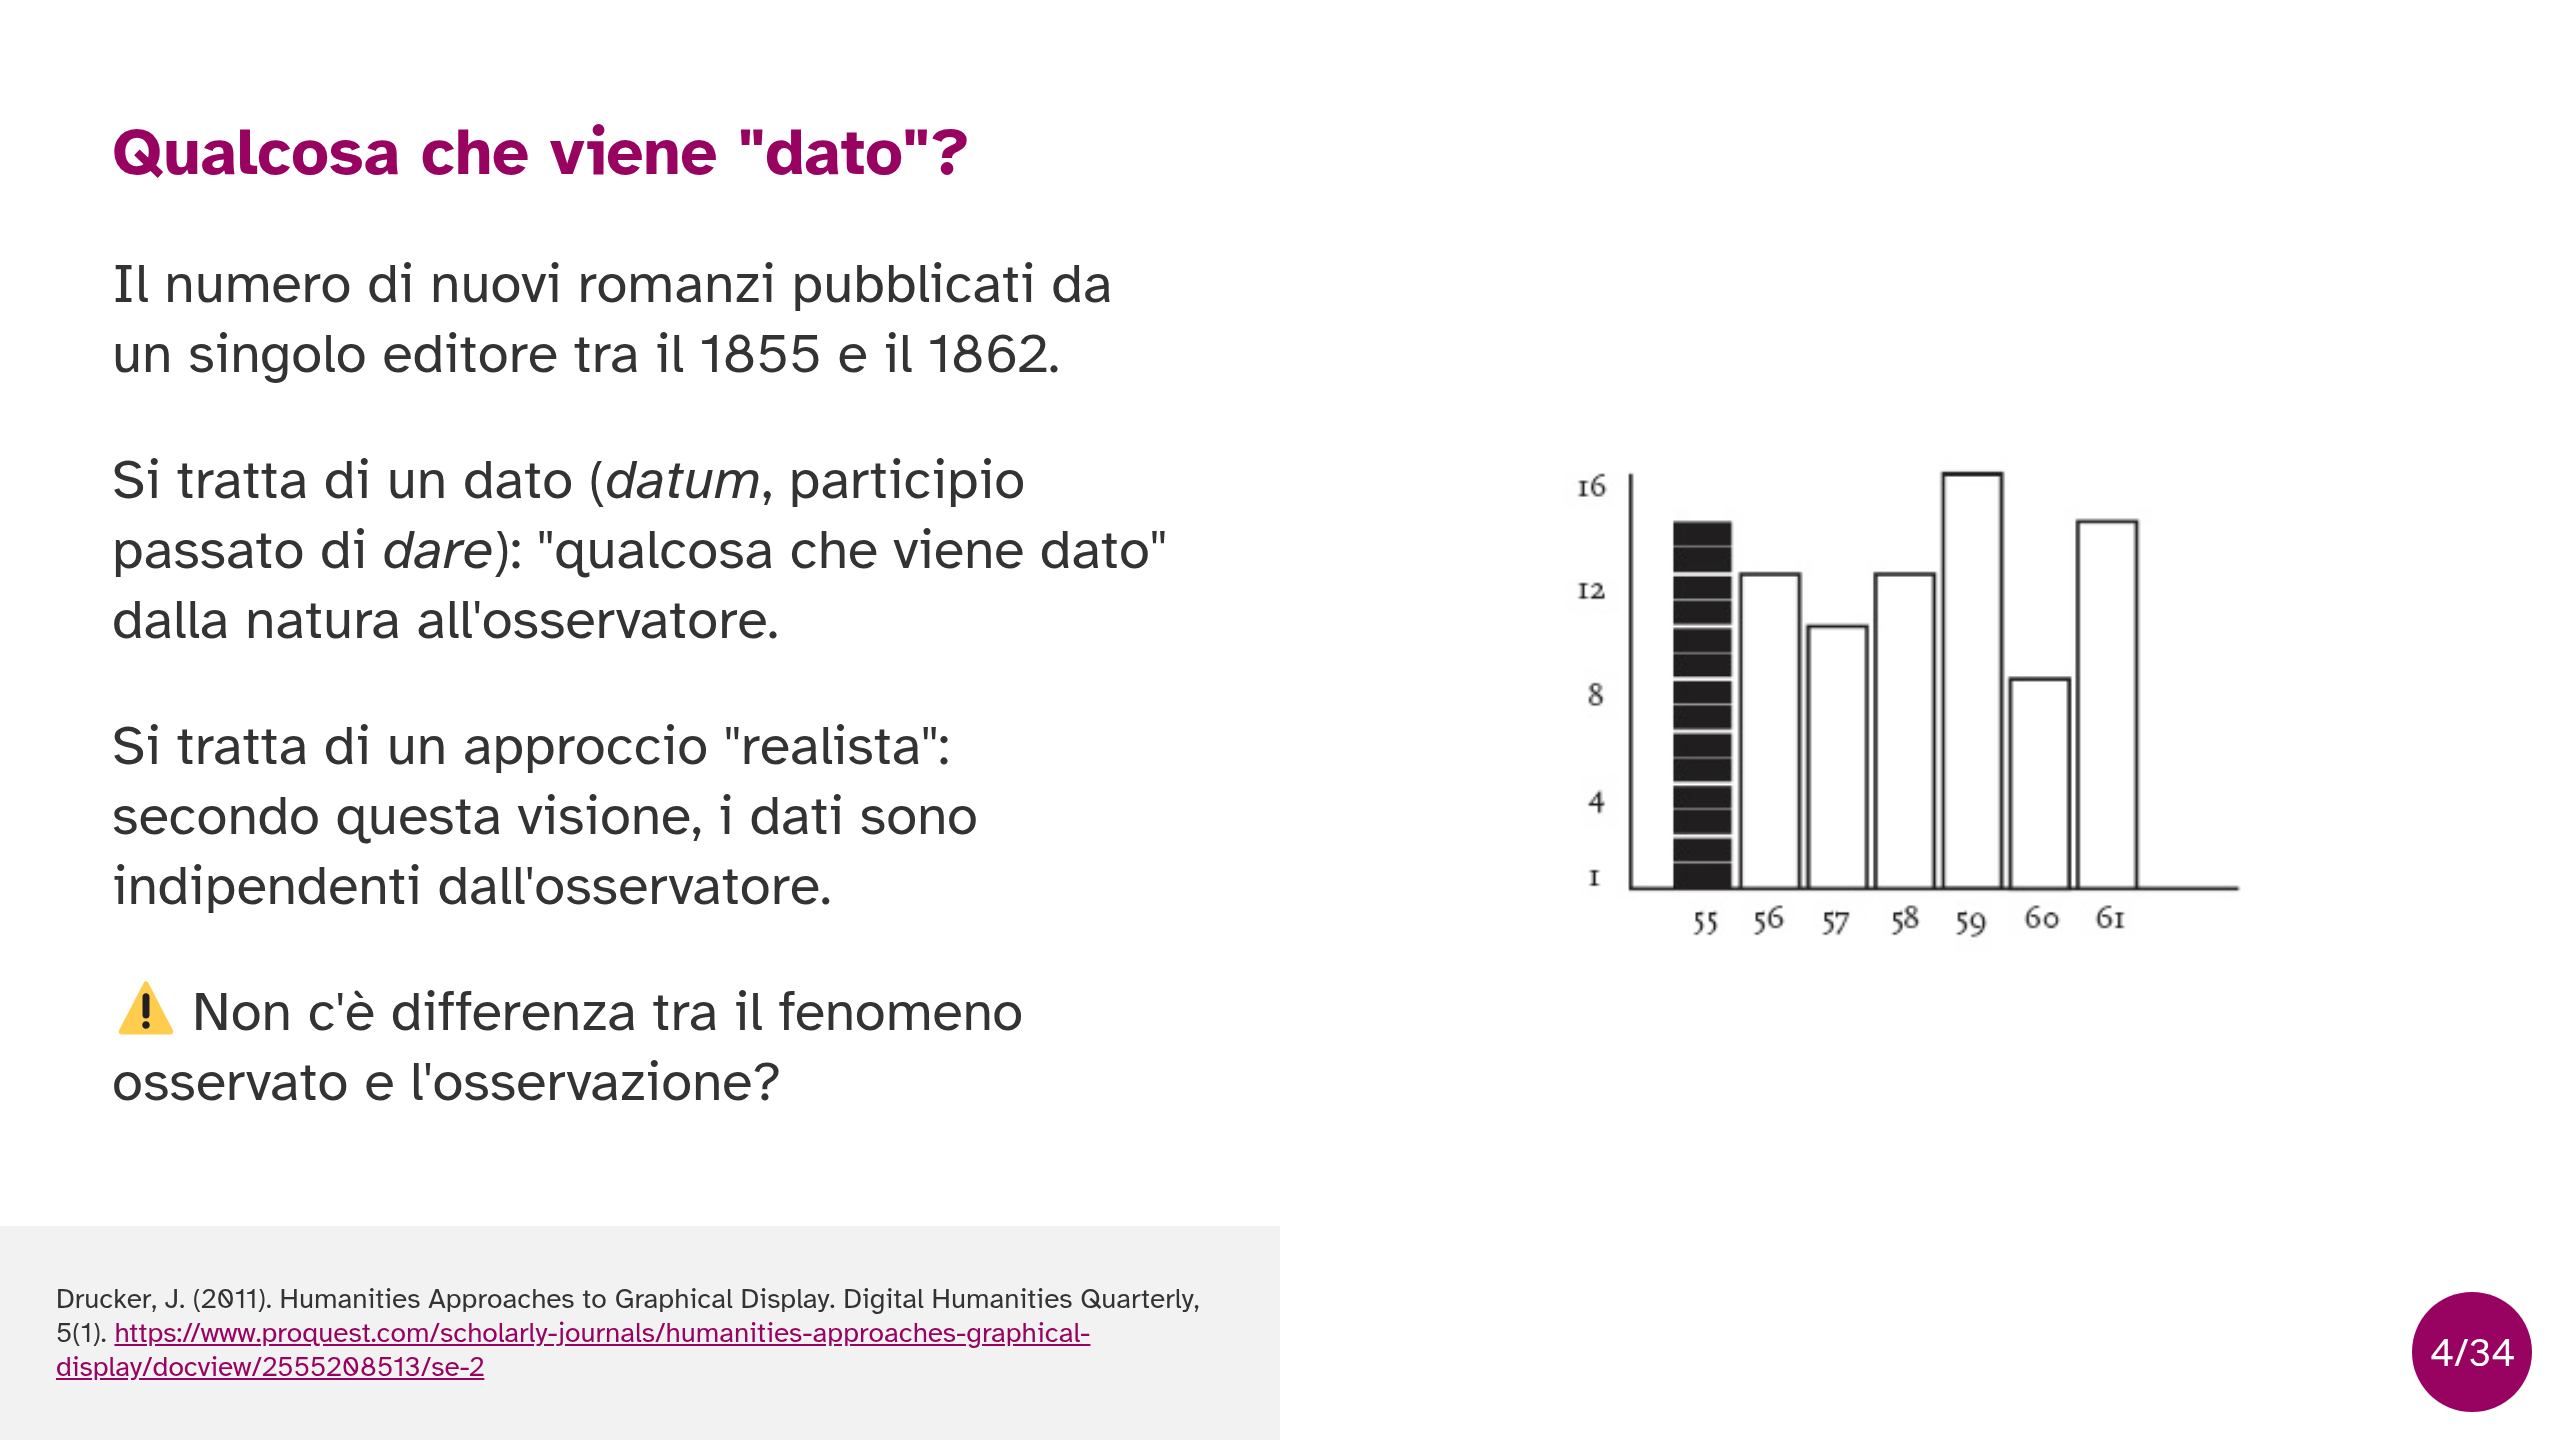 Qualcosa che viene "dato"?
Il numero di nuovi romanzi pubblicati da
un singolo editore tra il 1855 e il 1862.
Si tratta di un dato (datum, participio
passato di dare): "qualcosa che viene dato"
dalla natura all'osservatore.
Si tratta di un approccio "realista":
secondo questa visione, i dati sono
indipendenti dall'osservatore.
⚠️ Non c'è differenza tra il fenomeno
osservato e l'osservazione?
16
12
8
4
1
55 56 57 58 59 60 61
Drucker, J. (2011). Humanities Approaches to Graphical Display. Digital Humanities Quarterly,
5(1). https://www.proquest.com/scholarly-journals/humanities-approaches-graphical-
display/docview/2555208513/se-2
4/34